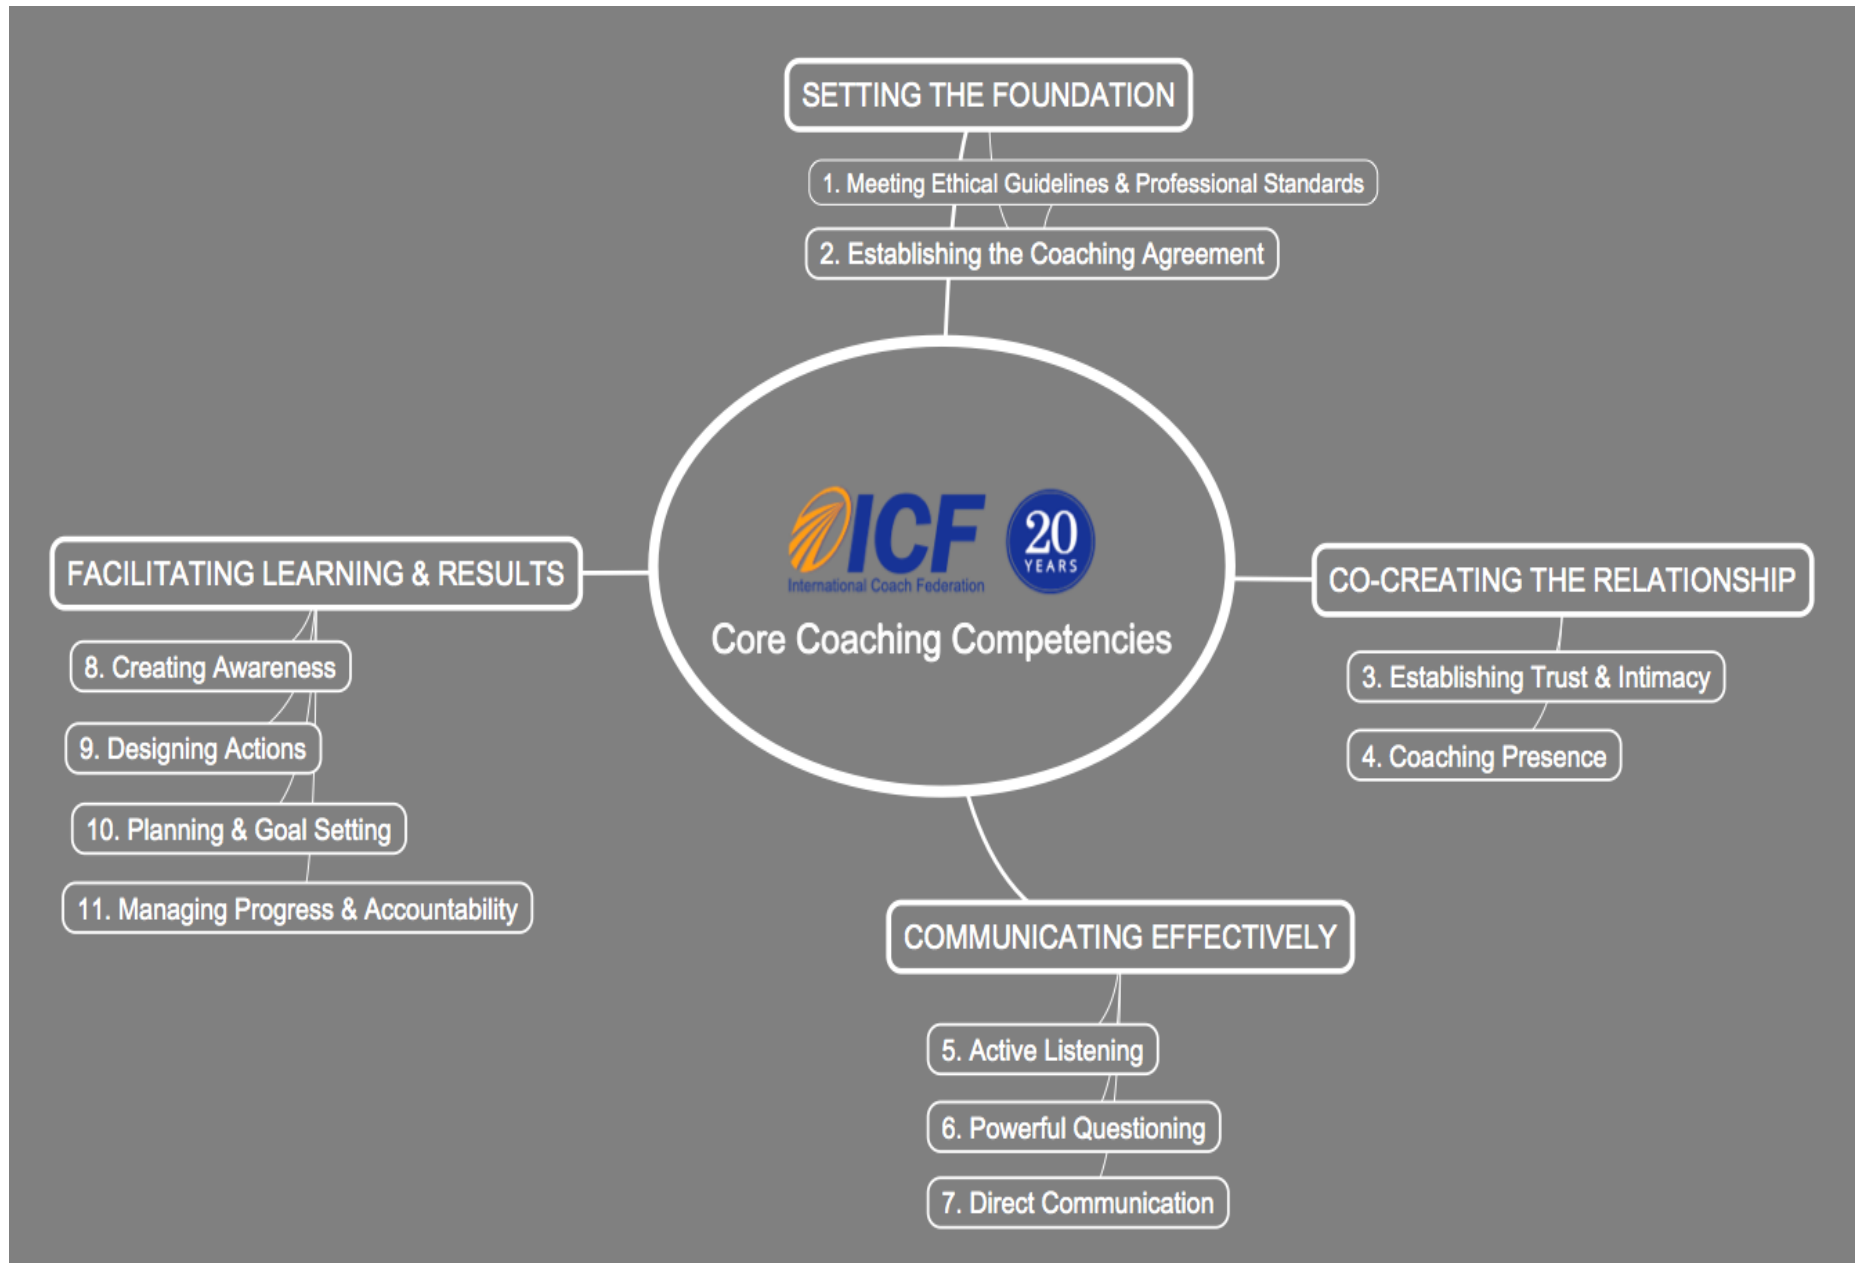 SETTING THE FOUNDATION
1. Meeting Ethical Guidelines & Professional Standards
2. Establishing the Coaching Agreement
ICF
International Coach Federation
20
YEARS
Core Coaching Competencies
CO-CREATING THE RELATIONSHIP
3. Establishing Trust & Intimacy
4. Coaching Presence
COMMUNICATING EFFECTIVELY
5. Active Listening
6. Powerful Questioning
7. Direct Communication
FACILITATING LEARNING & RESULTS
8. Creating Awareness
9. Designing Actions
10. Planning & Goal Setting
11. Managing Progress & Accountability